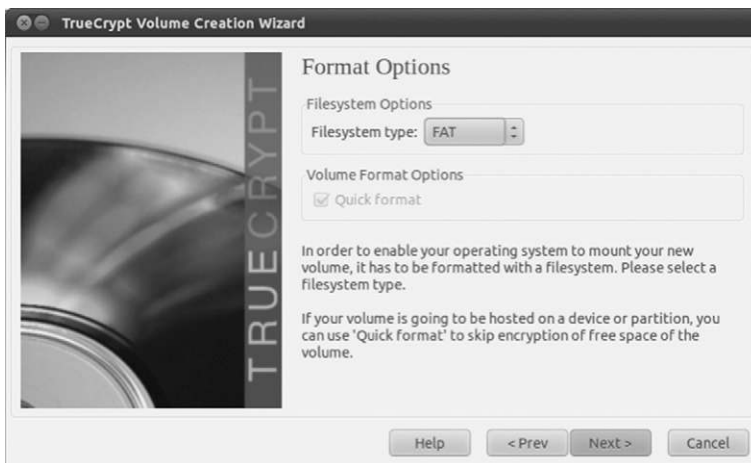 TrueCrypt Volume Creation Wizard
TRUECRYPT
Format Options
Filesystem Options
Filesystem type: FAT
Volume Format Options
Quick format
In order to enable your operating system to mount your new
volume, it has to be formatted with a filesystem. Please select a
filesystem type.
If your volume is going to be hosted on a device or partition, you
can use 'Quick format' to skip encryption of free space of the
volume.
Help < Prev Next > Cancel